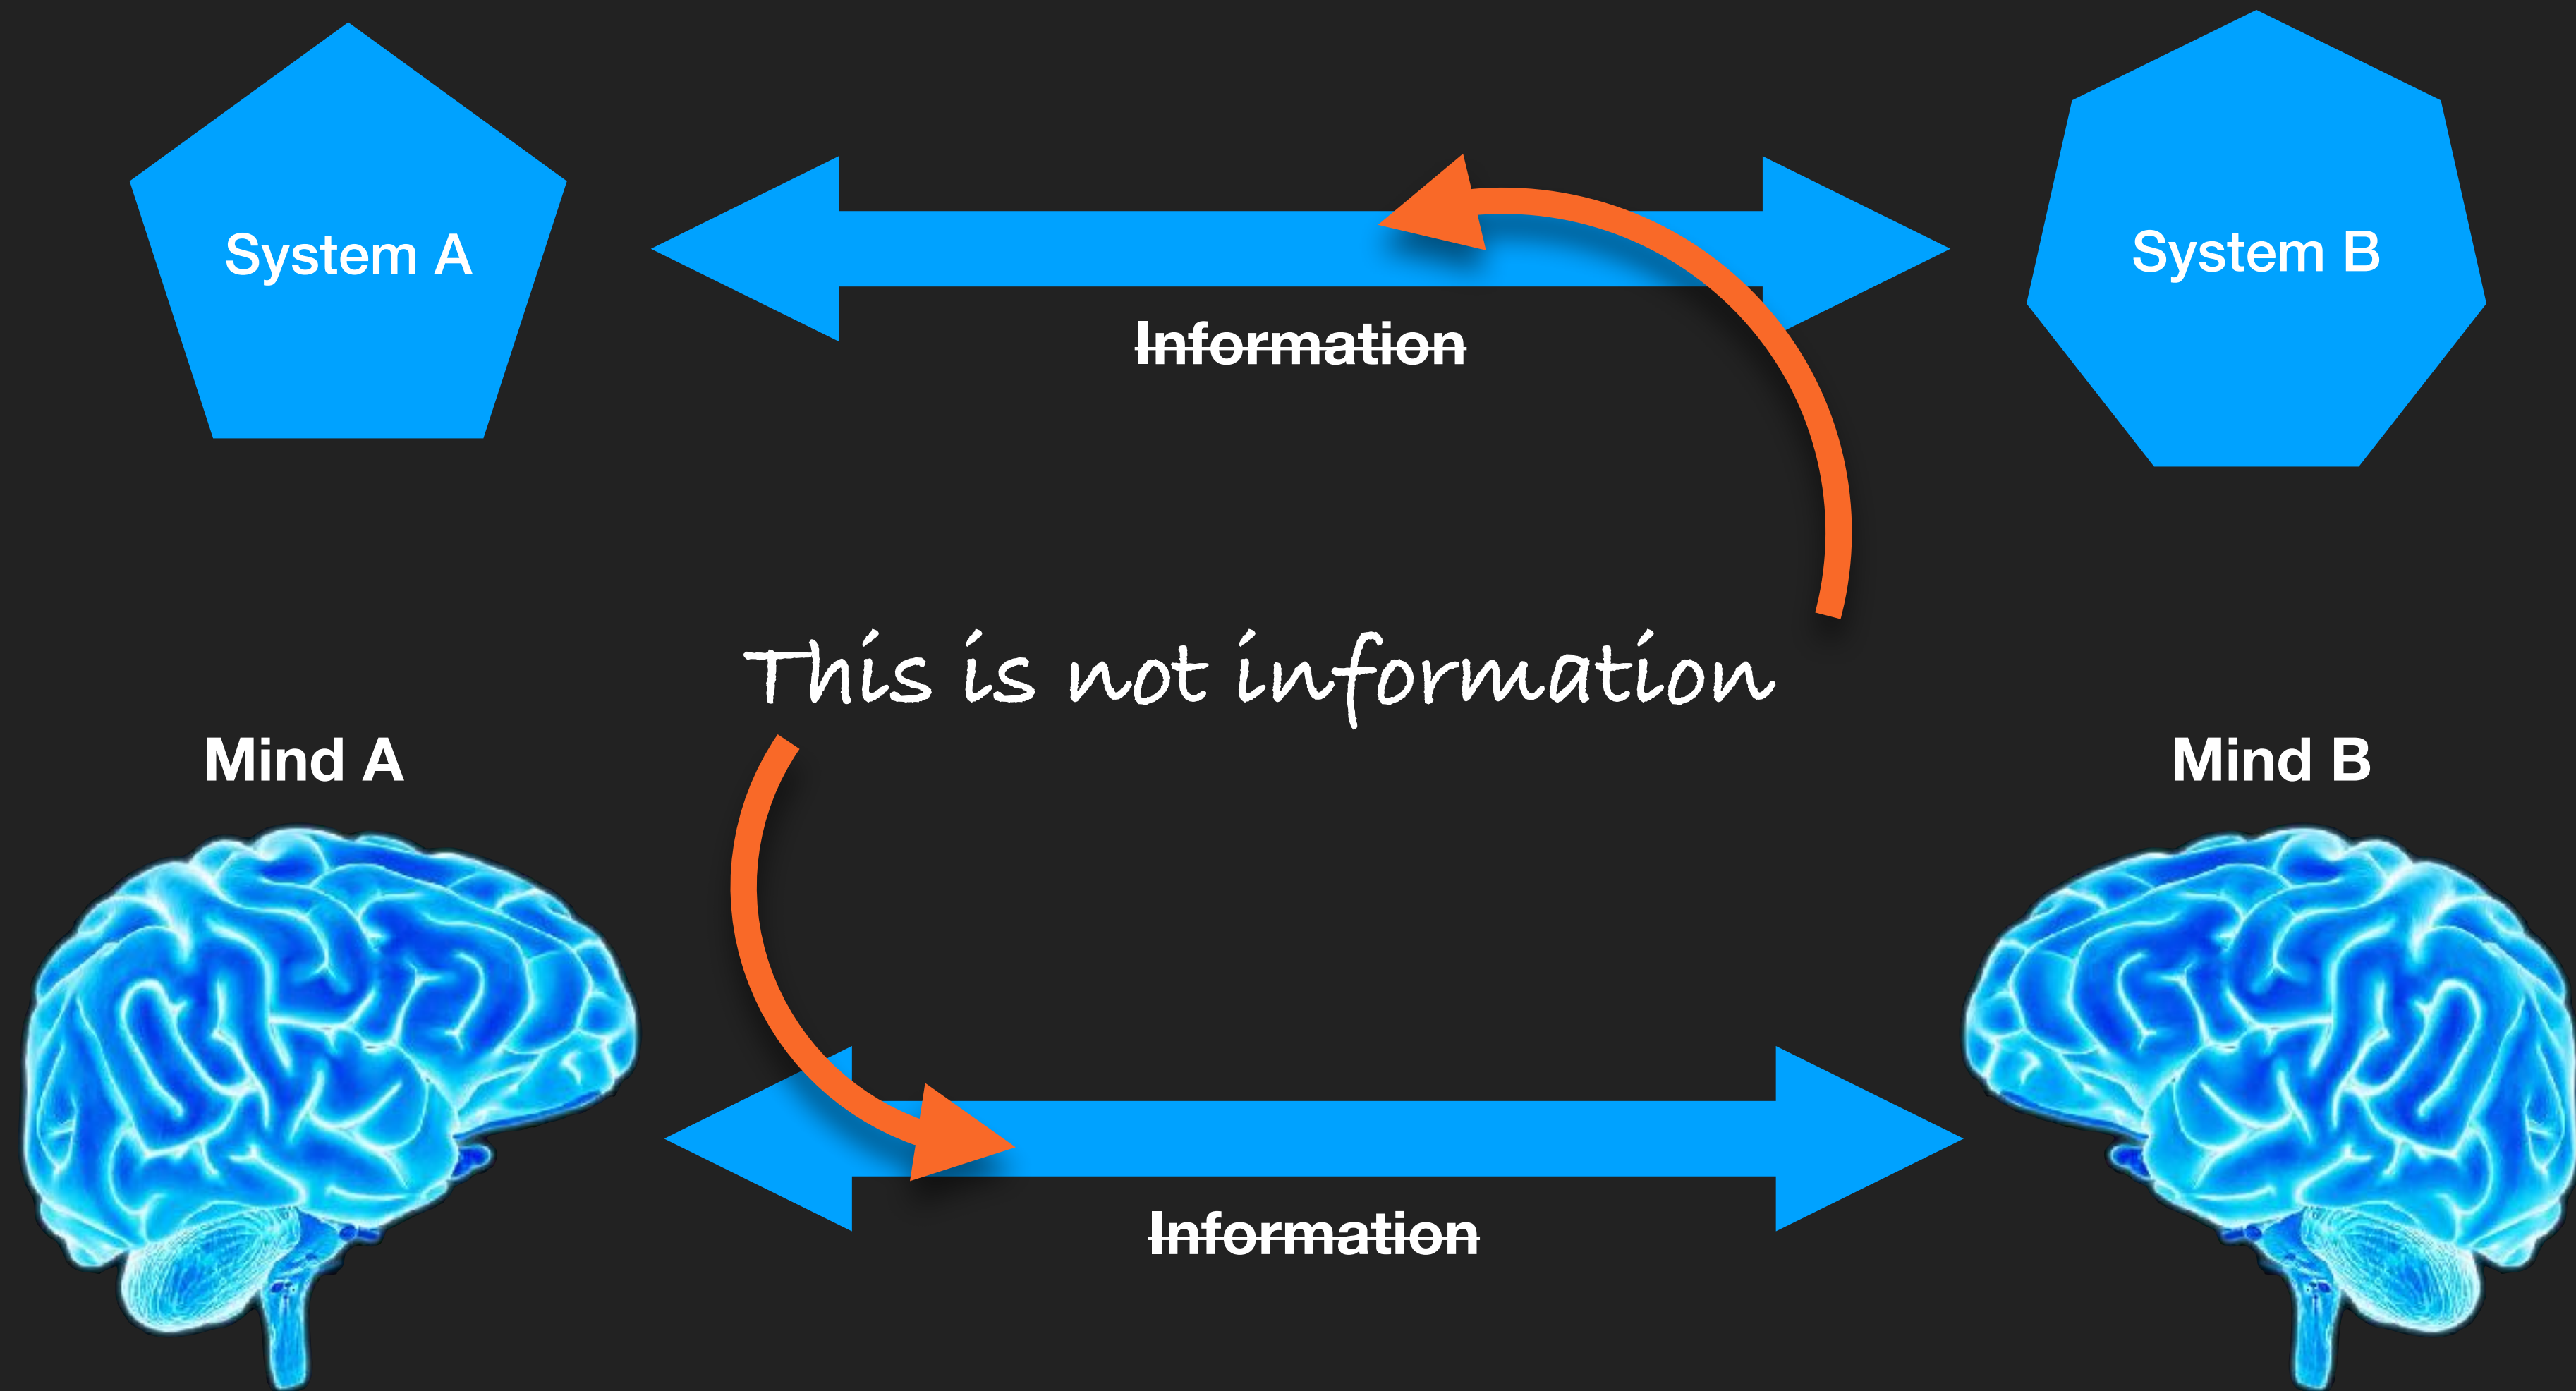 System A
System B
Information
This is not information
Mind A
Mind B
Information